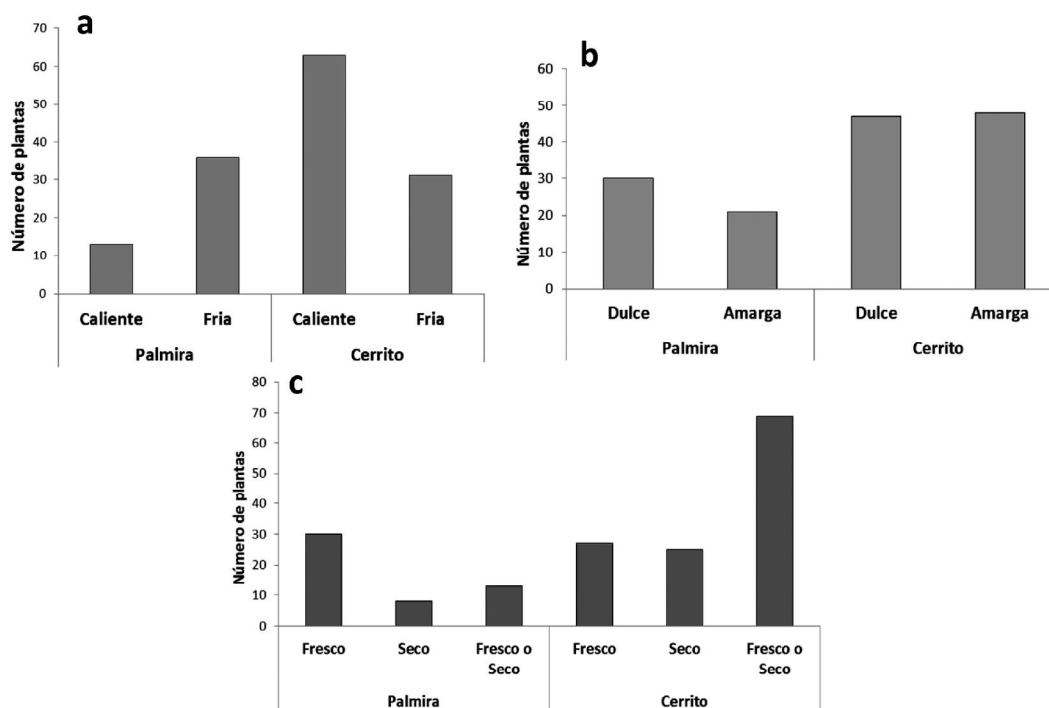 a
Número de plantas
70
60
50
40
30
20
10
0
Caliente
Fria
Caliente
Fria
Palmira
Cerrito
b
Número de plantas
60
50
40
30
20
10
0
Dulce
Amarga
Dulce
Amarga
Palmira
Cerrito
c
Número de plantas
80
70
60
50
40
30
20
10
0
Fresco
Seco
Fresco o
Seco
Fresco
Seco
Fresco o
Seco
Palmira
Cerrito